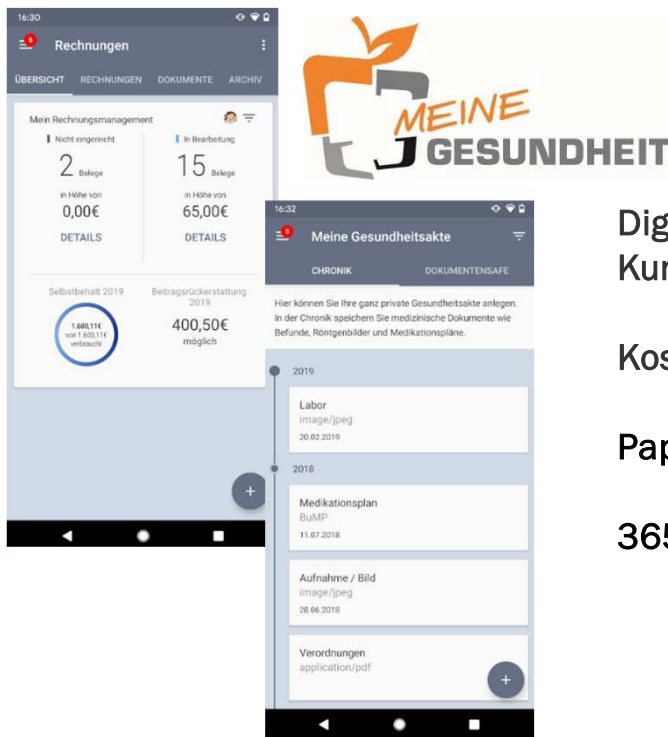 16:30
5
Rechnungen
ÜBERSICHT RECHNUNGEN DOKUMENTE ARCHIV
Mein Rechnungsmanagement
Nicht eingereicht
2 Belege
in Höhe von
0,00€
DETAILS
In Bearbeitung
15 Belege
in Höhe von
65,00€
DETAILS
Selbstbehalt 2019
1.600,11€
von 1.600,11€
verbraucht
Beitragsrückerstattung
2019
400,50€
möglich
+
MEINE
GESUNDHEIT
16:32
5
Meine Gesundheitsakte
CHRONIK DOKUMENTENSAFE
Hier können Sie Ihre ganz private Gesundheitsakte anlegen.
In der Chronik speichern Sie medizinische Dokumente wie
Befunde, Röntgenbilder und Medikationspläne.
2019
Labor
image/jpeg
20.02.2019
2018
Medikationsplan
BuMP
11.07.2018
Aufnahme / Bild
image/jpeg
28.06.2018
Verordnungen
application/pdf
+
Dig
Kur
Kos
Pap
365